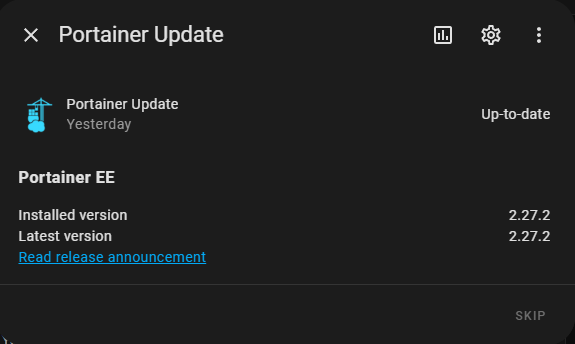 Portainer Update
Portainer Update
Yesterday
Up-to-date
Portainer EE
Installed version 2.27.2
Latest version 2.27.2
Read release announcement
SKIP